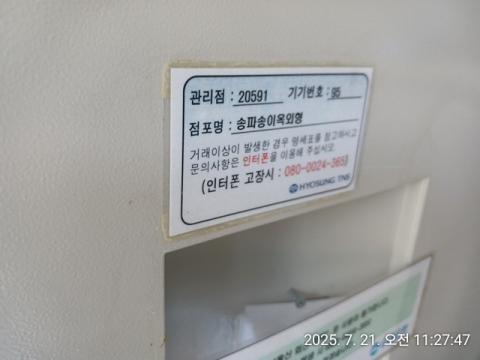 관리점 : 20591 기기번호 : 95
점포명 : 송파송이옥외형
거래이상이 발생한 경우 명세표를 참고하시고
문의사항은 인터폰을 이용해 주십시오
(인터폰 고장시 : 080-0024-365)
HYOSUNG TNS
2025. 7. 21. 오전 11:27:47